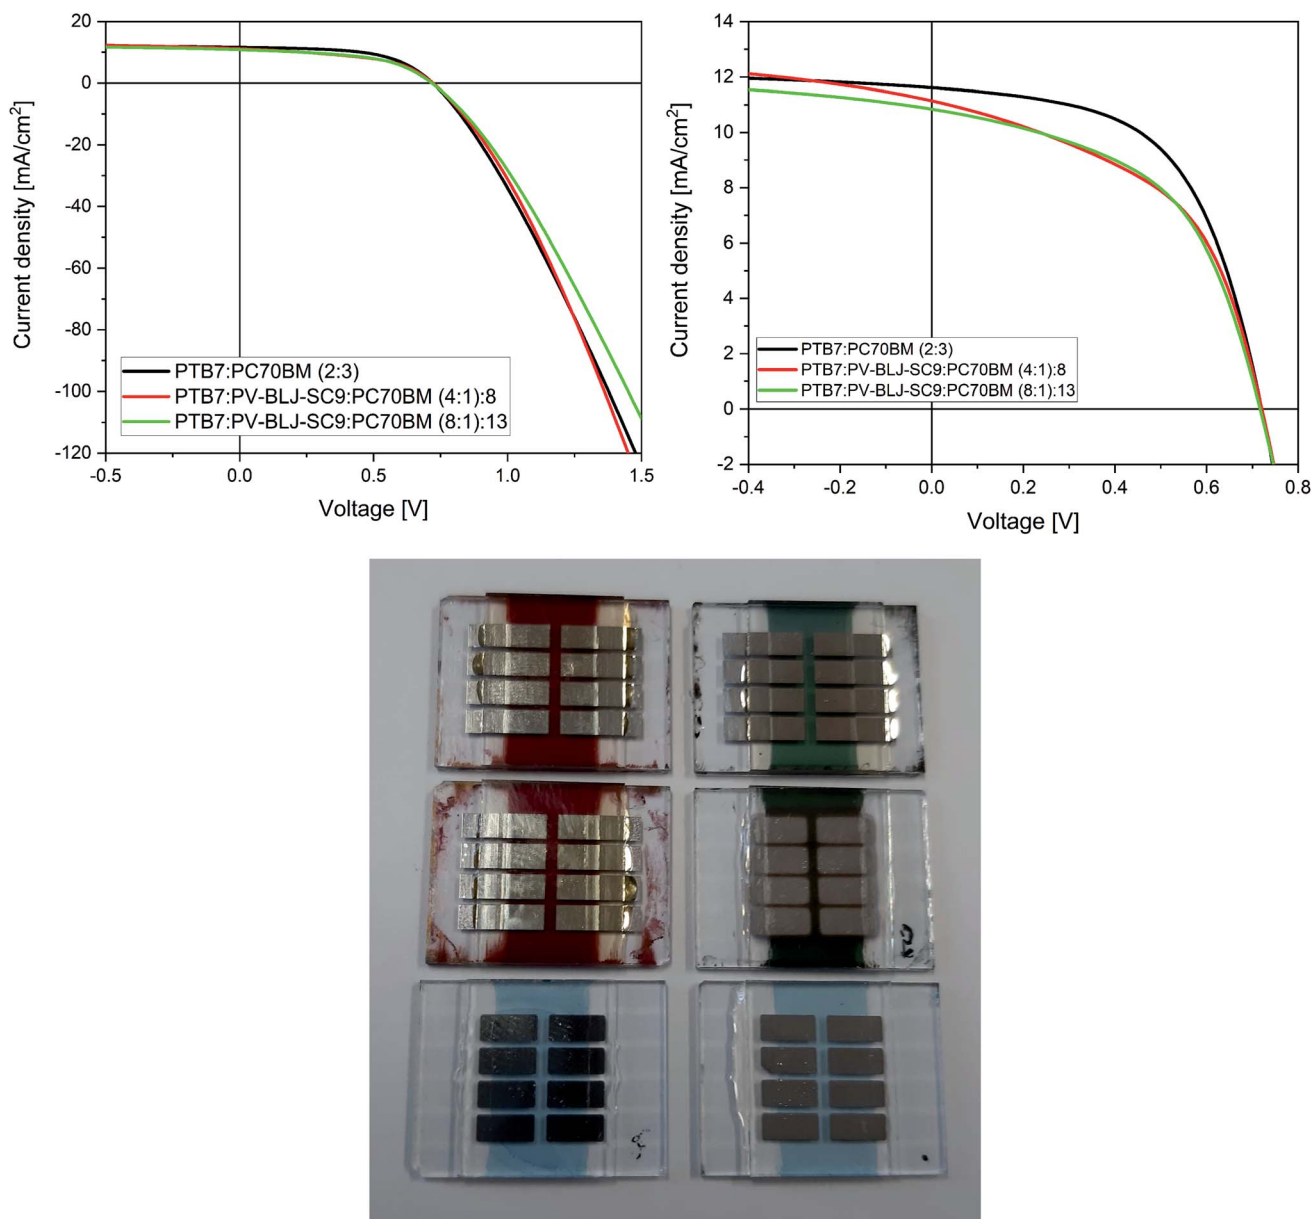 20
0
-20
-40
-60
-80
-100
-120
-0.5
0.0
0.5
1.0
1.5
Current density [mA/cm²]
Voltage [V]
PTB7:PC70BM (2:3)
PTB7:PV-BLJ-SC9:PC70BM (4:1):8
PTB7:PV-BLJ-SC9:PC70BM (8:1):13
14
12
10
8
6
4
2
0
-2
-0.4
-0.2
0.0
0.2
0.4
0.6
0.8
Current density [mA/cm²]
Voltage [V]
PTB7:PC70BM (2:3)
PTB7:PV-BLJ-SC9:PC70BM (4:1):8
PTB7:PV-BLJ-SC9:PC70BM (8:1):13